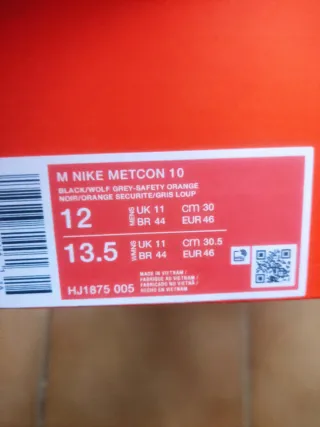 M NIKE METCON 10
BLACK/WOLF GREY-SAFETY ORANGE
NOIR/ORANGE SECURITE/GRIS LOUP
12 MENS UK 11 cm 30
BR 44 EUR 46
13.5 WMNS UK 11 cm 30.5
BR 44 EUR 46
MADE IN VIETNAM /
FABRIQUE AU VIETNAM /
FABRICADO NO VIETNA /
HECHO EN VIETNAM
HJ1875 005